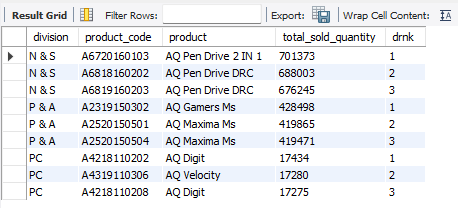 Result Grid Filter Rows: Export: Wrap Cell Content:
division product_code product total_sold_quantity drnk
N & S A6720160103 AQ Pen Drive 2 IN 1 701373 1
N & S A6818160202 AQ Pen Drive DRC 688003 2
N & S A6819160203 AQ Pen Drive DRC 676245 3
P & A A2319150302 AQ Gamers Ms 428498 1
P & A A2520150501 AQ Maxima Ms 419865 2
P & A A2520150504 AQ Maxima Ms 419471 3
PC A4218110202 AQ Digit 17434 1
PC A4319110306 AQ Velocity 17280 2
PC A4218110208 AQ Digit 17275 3